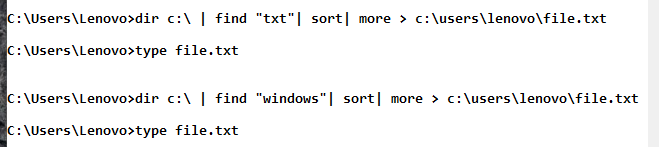 C:\Users\Lenovo>dir c:\ | find "txt"| sort| more > c:\users\lenovo\file.txt
C:\Users\Lenovo>type file.txt
C:\Users\Lenovo>dir c:\ | find "windows"| sort| more > c:\users\lenovo\file.txt
C:\Users\Lenovo>type file.txt